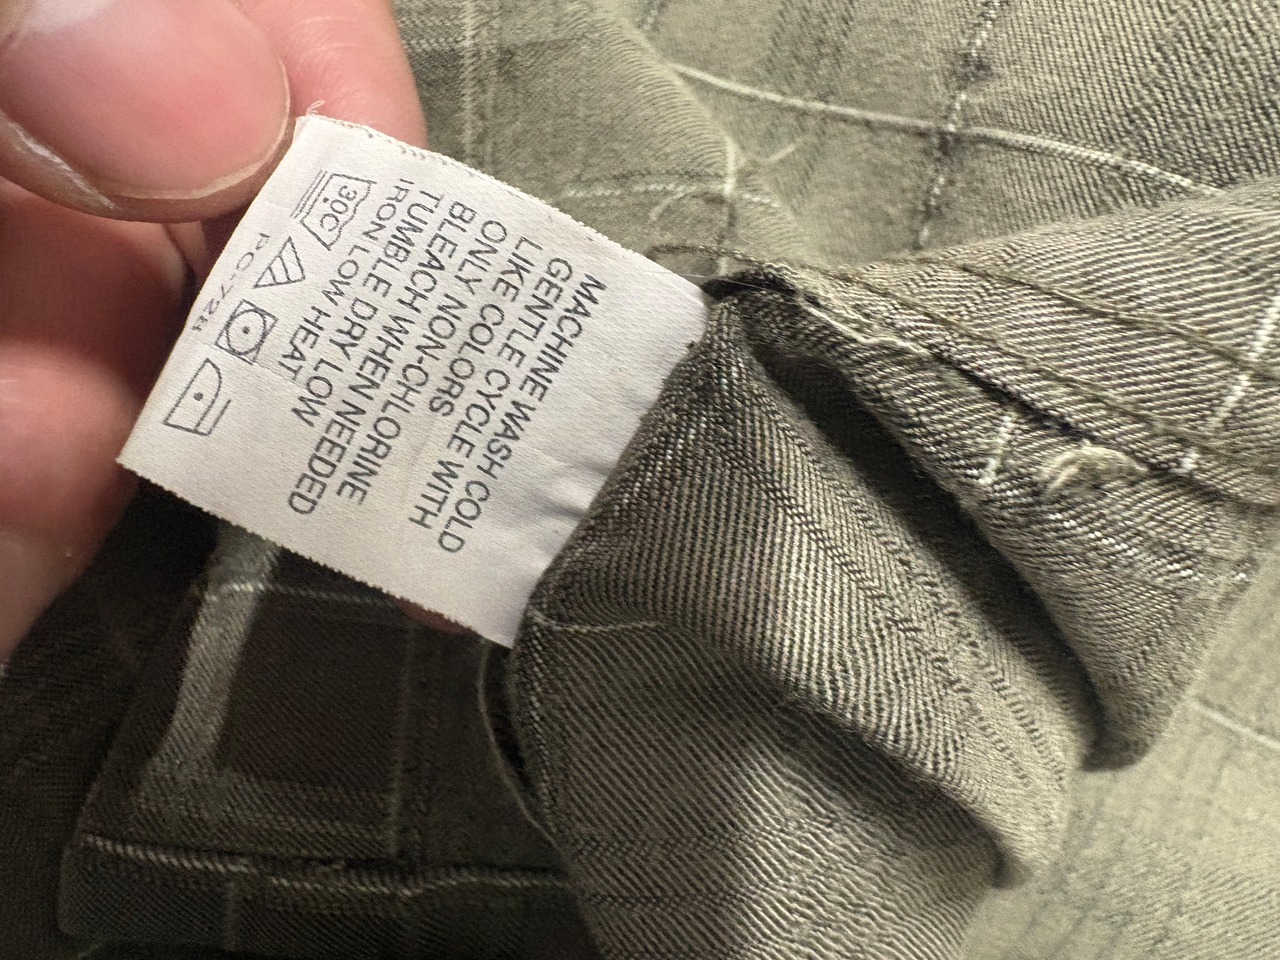 MACHINE WASH COLD
GENTLE CYCLE WITH
LIKE COLORS
ONLY NON-CHLORINE
BLEACH WHEN NEEDED
TUMBLE DRY LOW
IRON LOW HEAT
30C